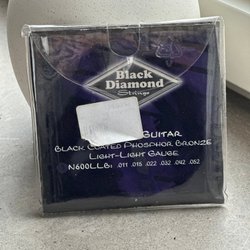 Black
Diamond
Strings
Guitar
Black Coated Phosphor Bronze
Light-Light Gauge
N600LLB: .011 .015 .022 .032 .042 .052